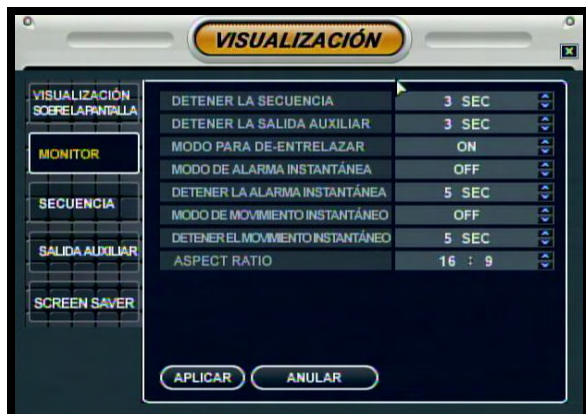 VISUALIZACIÓN
VISUALIZACIÓN
SOBRE LA PANTALLA
MONITOR
SECUENCIA
SALIDA AUXILIAR
SCREEN SAVER
DETENER LA SECUENCIA 3 SEC
DETENER LA SALIDA AUXILIAR 3 SEC
MODO PARA DE-ENTRELAZAR ON
MODO DE ALARMA INSTANTÁNEA OFF
DETENER LA ALARMA INSTANTÁNEA 5 SEC
MODO DE MOVIMIENTO INSTANTÁNEO OFF
DETENER EL MOVIMIENTO INSTANTÁNEO 5 SEC
ASPECT RATIO 16 : 9
APLICAR ANULAR